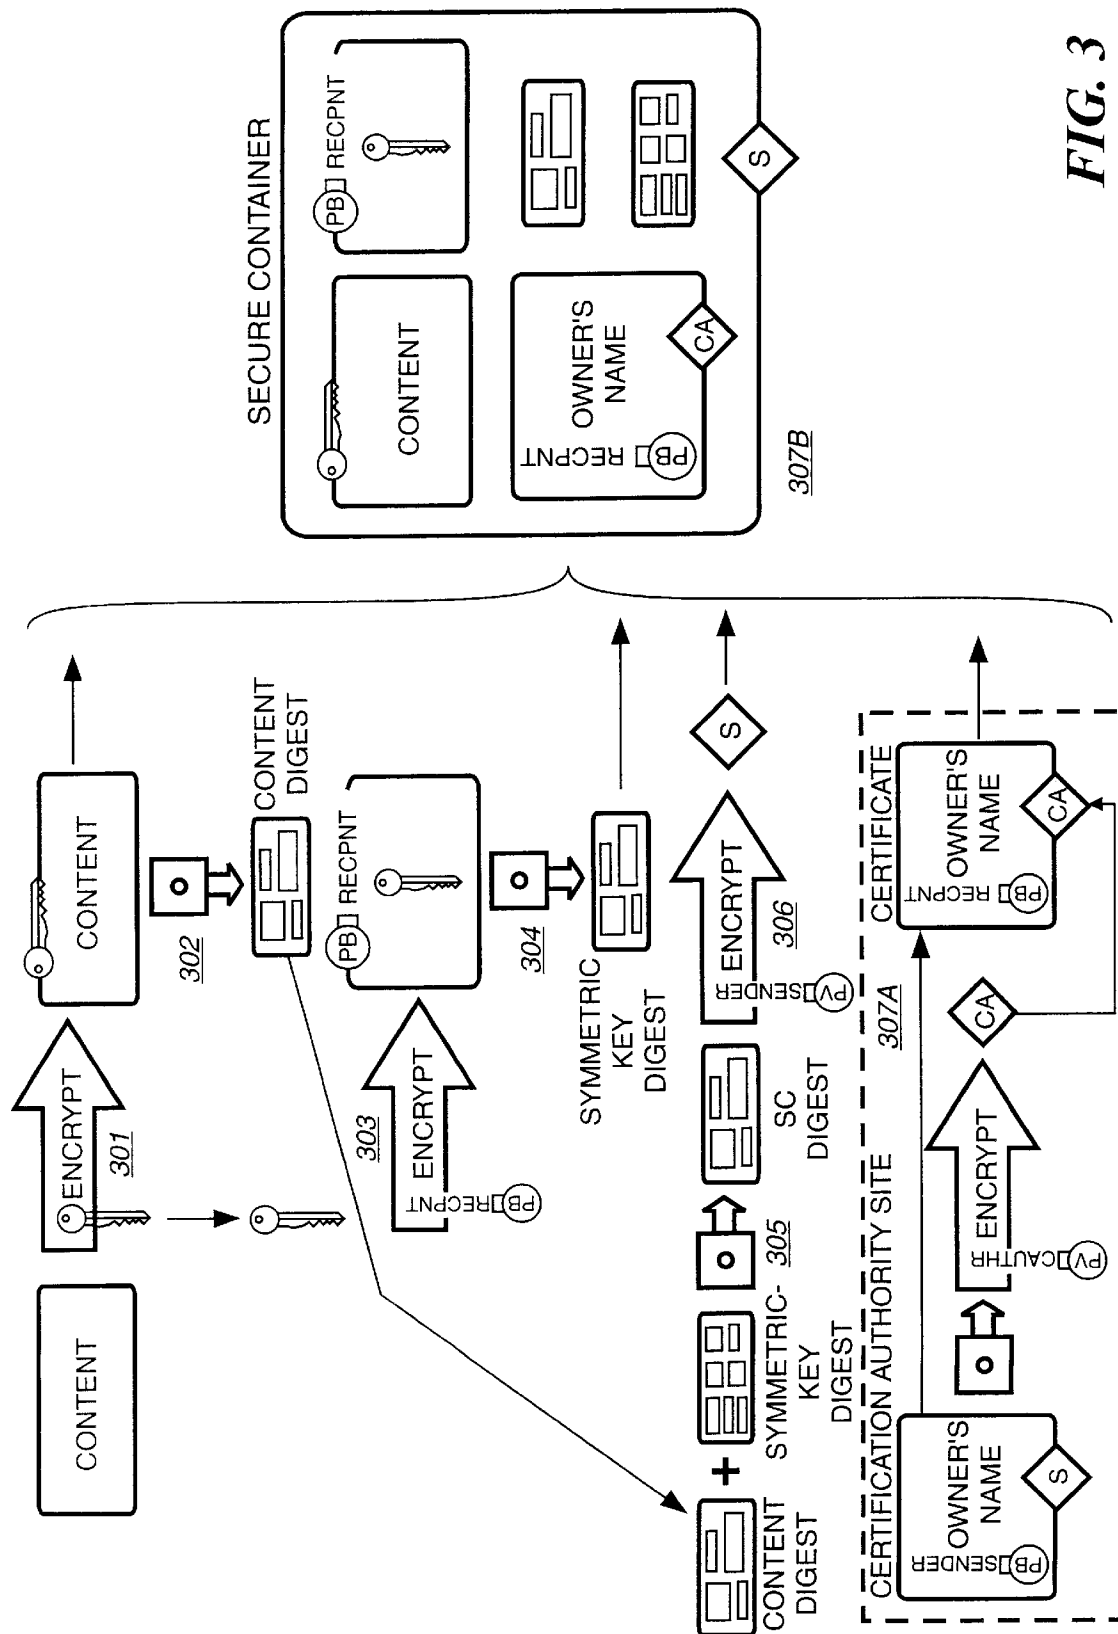 CONTENT
ENCRYPT
301
CONTENT
302
CONTENT
DIGEST
303
ENCRYPT
PB RECPNT
PB RECPNT
304
SYMMETRIC
KEY
DIGEST
CONTENT
DIGEST
+
SYMMETRIC-
KEY
DIGEST
305
SC
DIGEST
ENCRYPT
306
PV SENDER
S
CERTIFICATION AUTHORITY SITE
PB SENDER
OWNER'S
NAME
S
ENCRYPT
PV CAUTHR
CA
307A
CERTIFICATE
PB RECPNT
OWNER'S
NAME
CA
SECURE CONTAINER
CONTENT
PB RECPNT
PB RECPNT
OWNER'S
NAME
CA
S
307B
FIG. 3